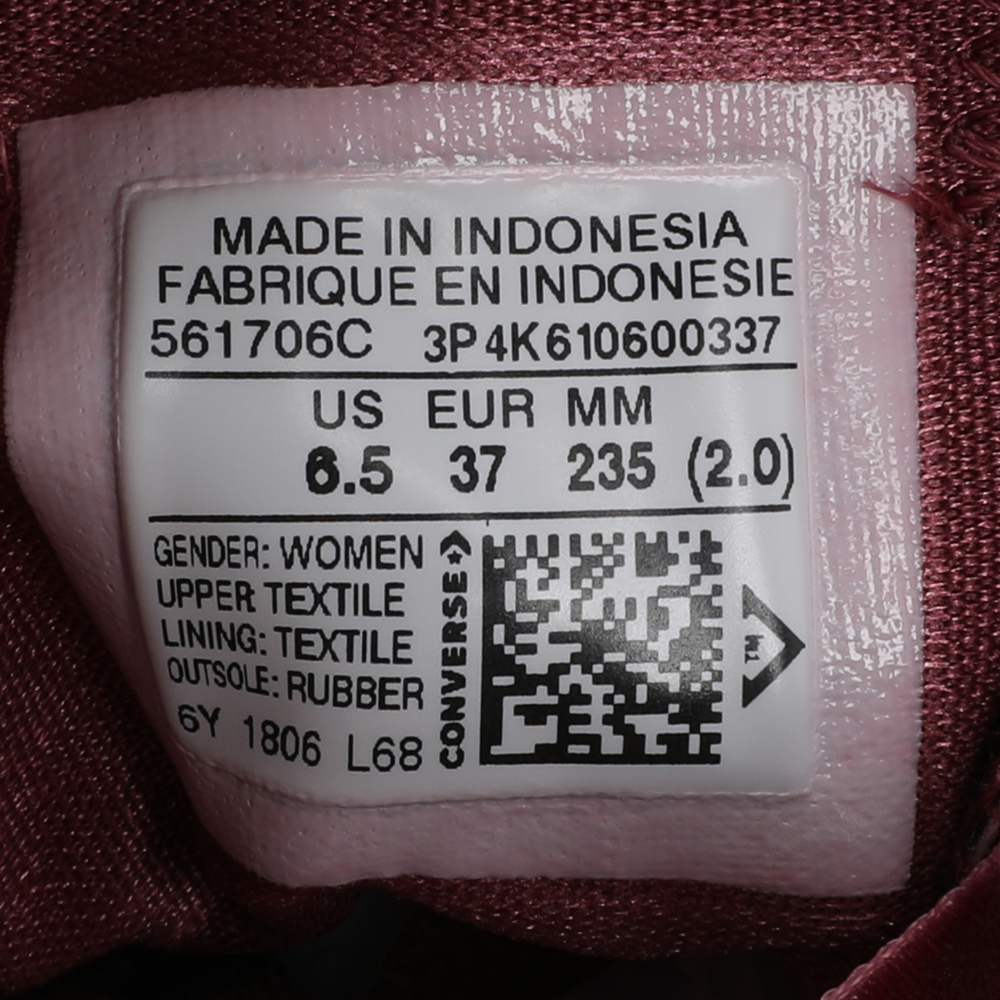 MADE IN INDONESIA
FABRIQUE EN INDONESIE
561706C 3P4K610600337
US EUR MM
6.5 37 235 (2.0)
GENDER: WOMEN
UPPER TEXTILE
LINING: TEXTILE
OUTSOLE: RUBBER
6Y 1806 L68
CONVERSE